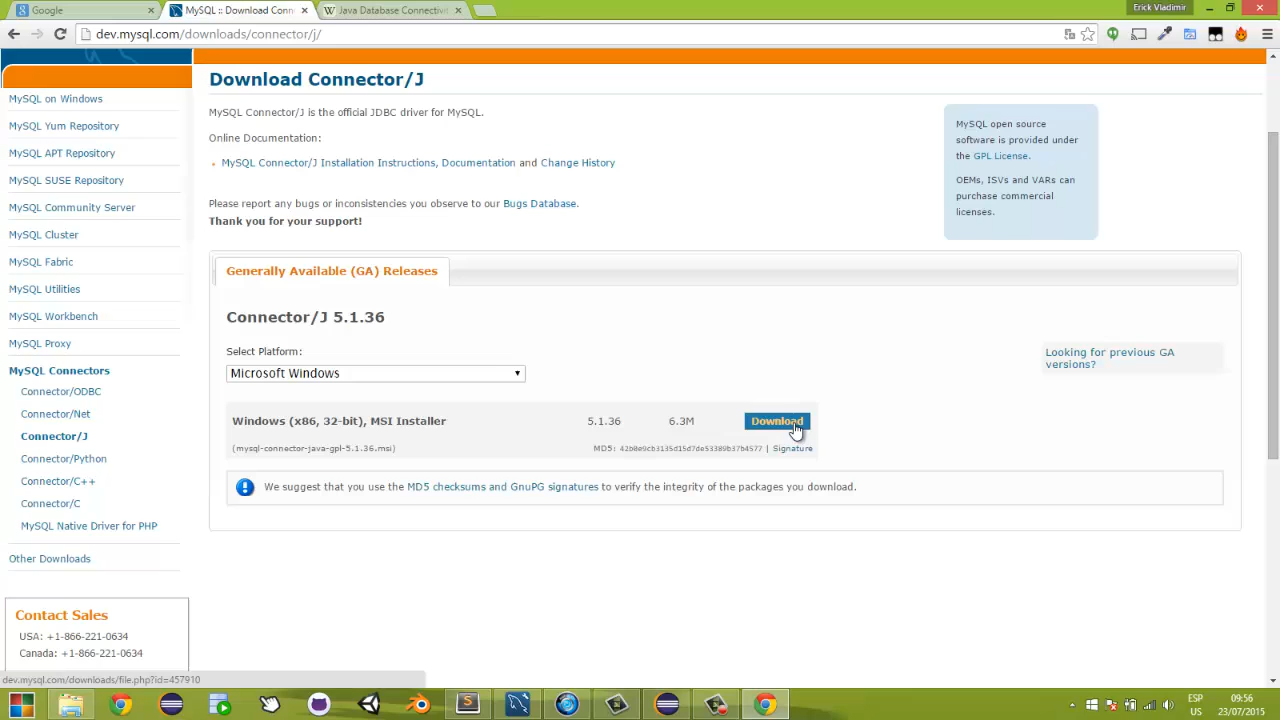 Google
MySQL :: Download Conn
Java Database Connectivit
Erick Vladimir
dev.mysql.com/downloads/connector/j/
MySQL on Windows
MySQL Yum Repository
MySQL APT Repository
MySQL SUSE Repository
MySQL Community Server
MySQL Cluster
MySQL Fabric
MySQL Utilities
MySQL Workbench
MySQL Proxy
MySQL Connectors
Connector/ODBC
Connector/Net
Connector/J
Connector/Python
Connector/C++
Connector/C
MySQL Native Driver for PHP
Other Downloads
Contact Sales
USA: +1-866-221-0634
Canada: +1-866-221-0634
Download Connector/J
MySQL Connector/J is the official JDBC driver for MySQL.
Online Documentation:
MySQL Connector/J Installation Instructions, Documentation and Change History
Please report any bugs or inconsistencies you observe to our Bugs Database.
Thank you for your support!
MySQL open source
software is provided under
the GPL License.
OEMs, ISVs and VARs can
purchase commercial
licenses.
Generally Available (GA) Releases
Connector/J 5.1.36
Select Platform:
Microsoft Windows
Looking for previous GA
versions?
Windows (x86, 32-bit), MSI Installer 5.1.36 6.3M Download
(mysql-connector-java-gpl-5.1.36.msi) MD5: 42b0e9cb3135d15d7de53389b37b4577 | Signature
We suggest that you use the MD5 checksums and GnuPG signatures to verify the integrity of the packages you download.
dev.mysql.com/downloads/file.php?id=457910
ESP
US
09:56
23/07/2015